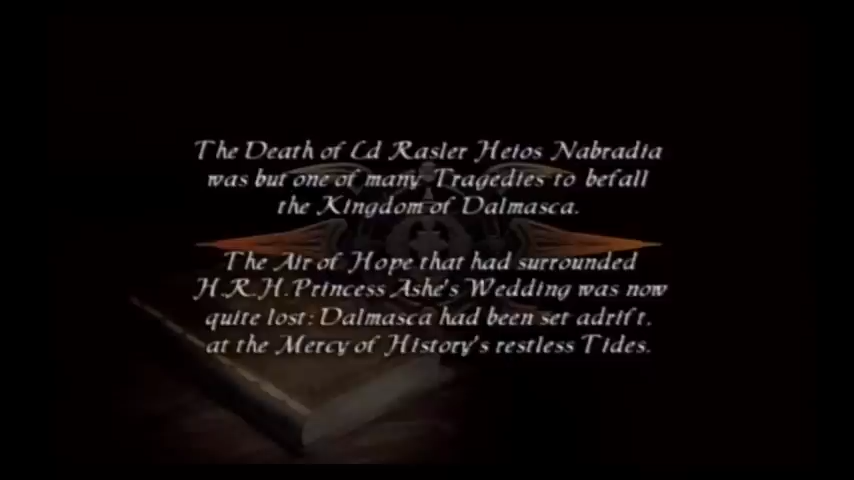 The Death of Ld Rasler Heios Nabradia
was but one of many Tragedies to befall
the Kingdom of Dalmasca.
The Air of Hope that had surrounded
H.R.H.Princess Ashe's Wedding was now
quite lost: Dalmasca had been set adrift,
at the Mercy of History's restless Tides.